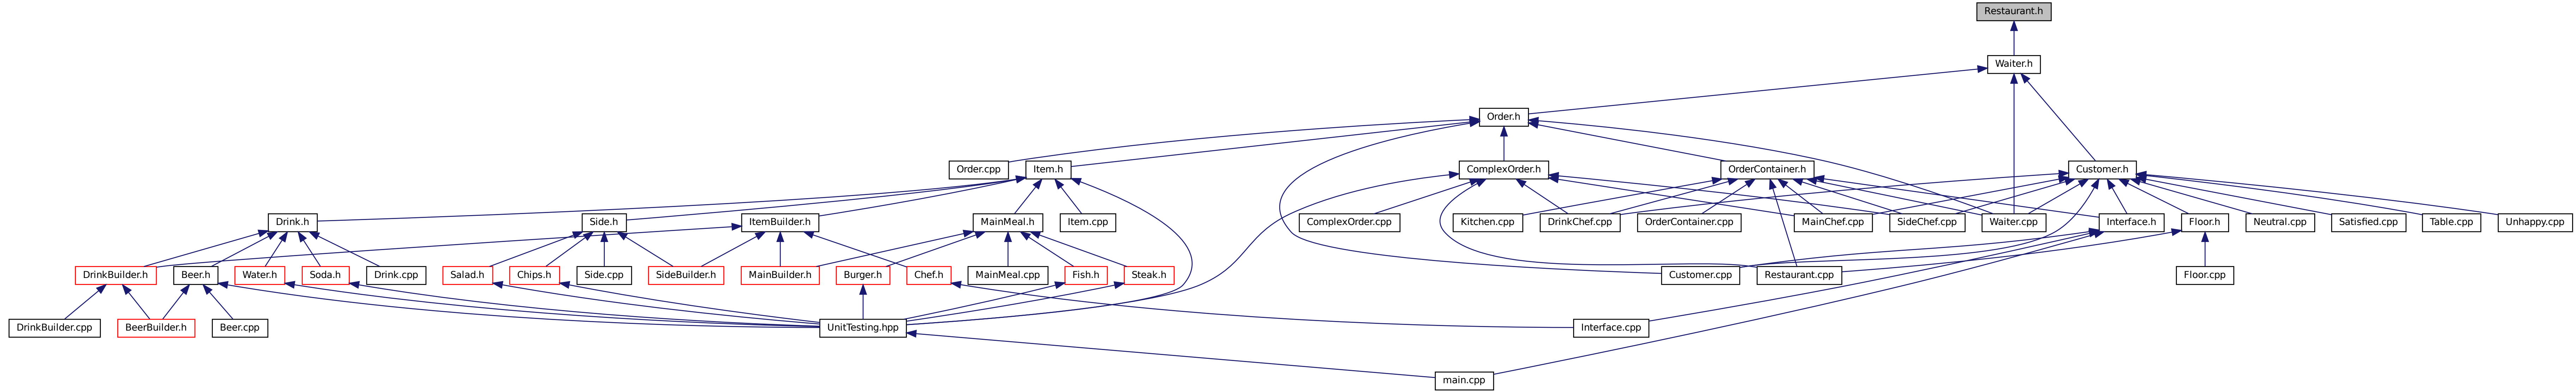 Restaurant.h
Waiter.h
Order.h
Order.cpp
Item.h
ComplexOrder.h
OrderContainer.h
Customer.h
Drink.h
Side.h
ItemBuilder.h
MainMeal.h
Item.cpp
ComplexOrder.cpp
Kitchen.cpp
DrinkChef.cpp
OrderContainer.cpp
MainChef.cpp
SideChef.cpp
Waiter.cpp
Interface.h
Floor.h
Neutral.cpp
Satisfied.cpp
Table.cpp
Unhappy.cpp
DrinkBuilder.h
Beer.h
Water.h
Soda.h
Drink.cpp
Salad.h
Chips.h
Side.cpp
SideBuilder.h
MainBuilder.h
Burger.h
Chef.h
MainMeal.cpp
Fish.h
Steak.h
Customer.cpp
Restaurant.cpp
Floor.cpp
DrinkBuilder.cpp
BeerBuilder.h
Beer.cpp
UnitTesting.hpp
Interface.cpp
main.cpp